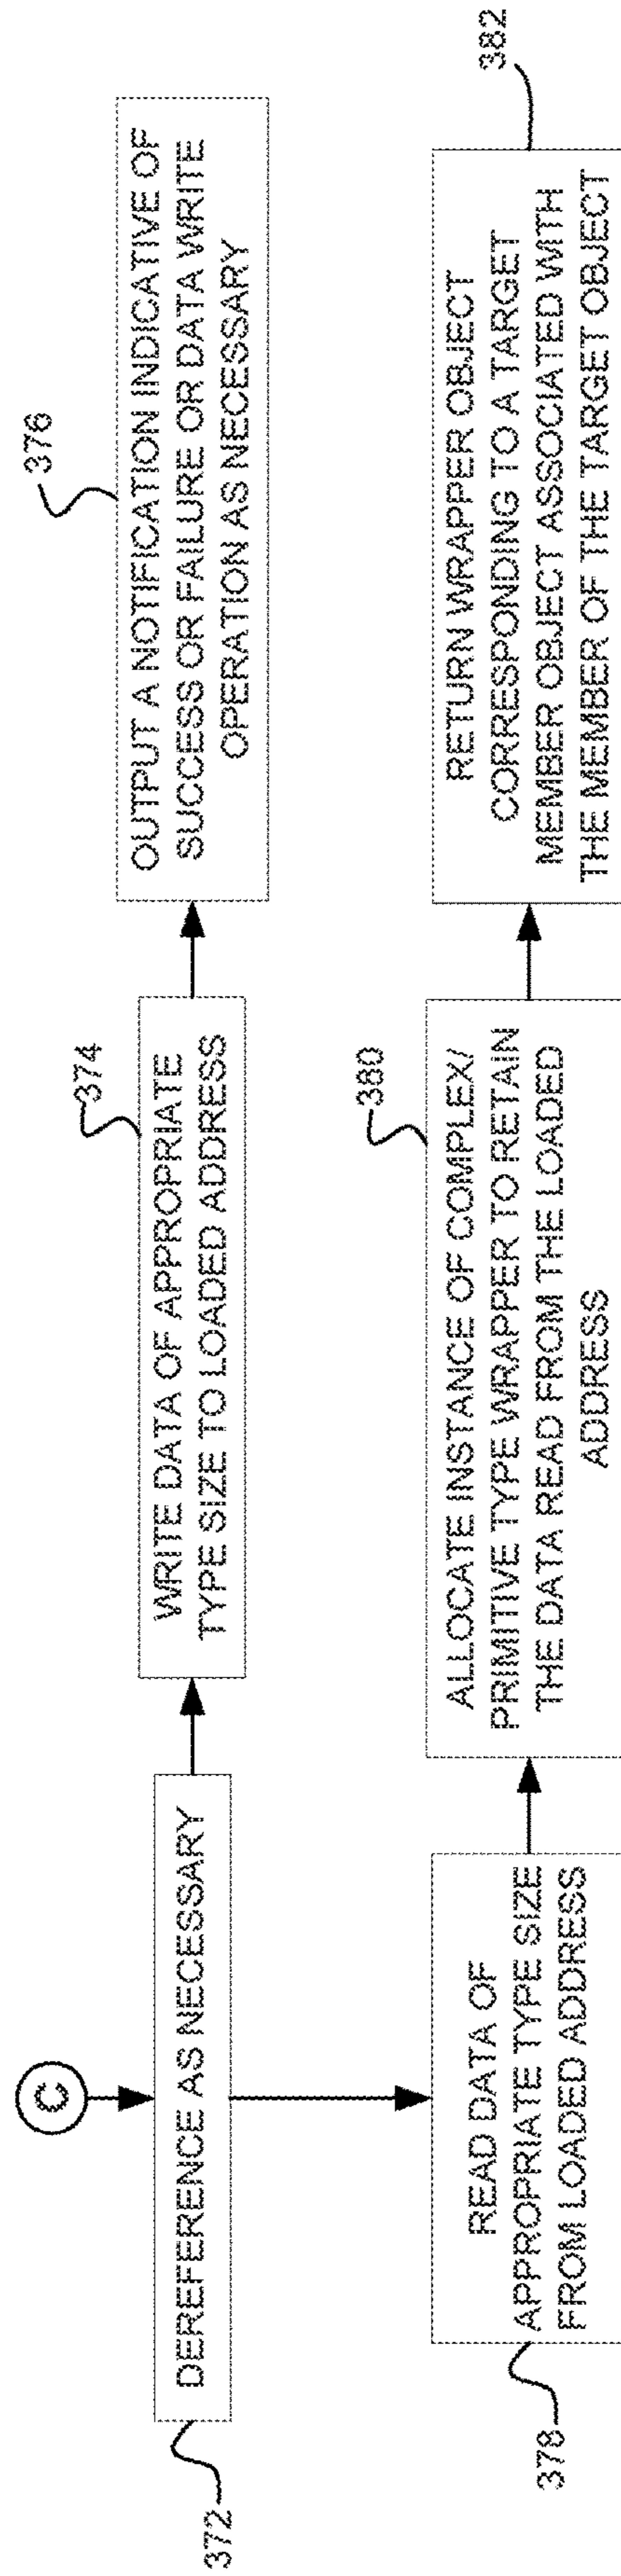 C
372
DEREFERENCE AS NECESSARY
374
WRITE DATA OF APPROPRIATE
TYPE SIZE TO LOADED ADDRESS
376
OUTPUT A NOTIFICATION INDICATIVE OF
SUCCESS OR FAILURE OR DATA WRITE
OPERATION AS NECESSARY
378
READ DATA OF
APPROPRIATE TYPE SIZE
FROM LOADED ADDRESS
380
ALLOCATE INSTANCE OF COMPLEX/
PRIMITIVE TYPE WRAPPER TO RETAIN
THE DATA READ FROM THE LOADED
ADDRESS
382
RETURN WRAPPER OBJECT
CORRESPONDING TO A TARGET
MEMBER OBJECT ASSOCIATED WITH
THE MEMBER OF THE TARGET OBJECT